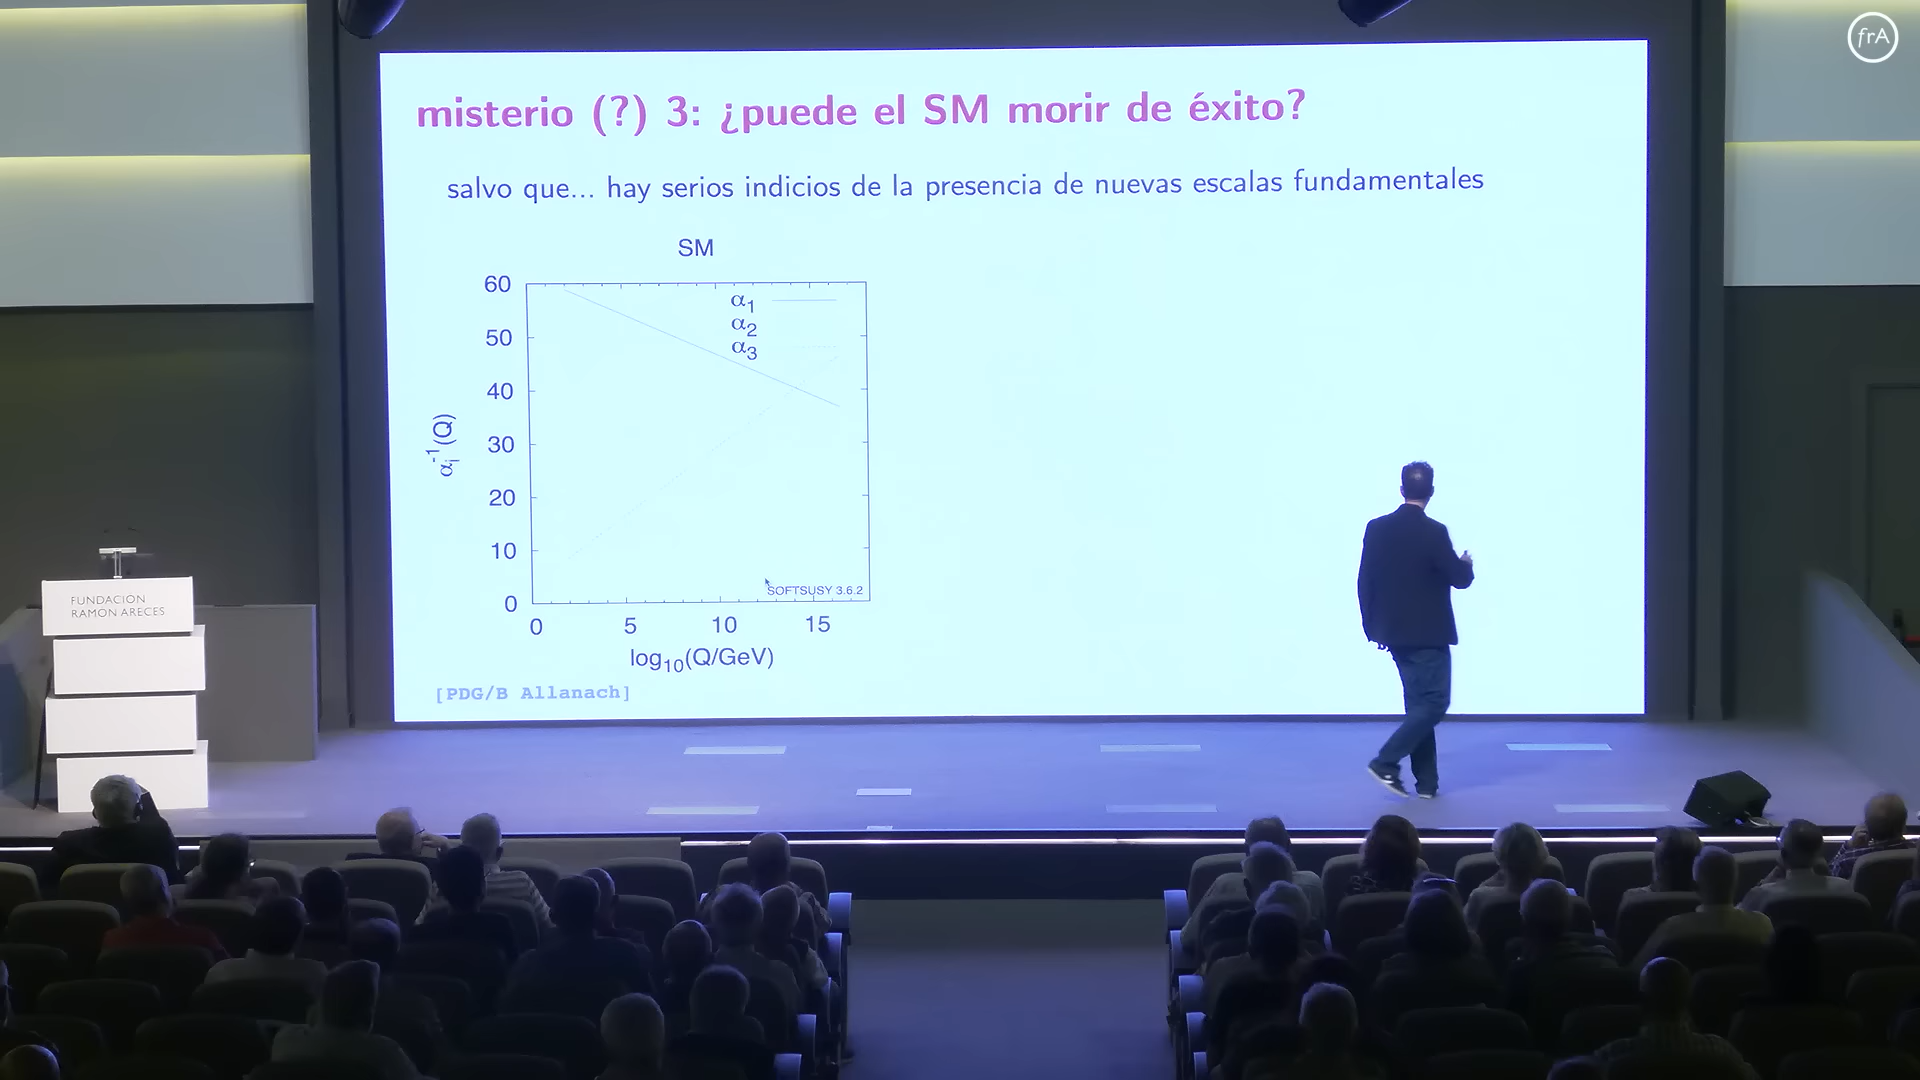 frA
misterio (?) 3: ¿puede el SM morir de éxito?
salvo que... hay serios indicios de la presencia de nuevas escalas fundamentales
SM
60
50
40
30
20
10
0
α1
α2
α3
αi-1(Q)
SOFTSUSY 3.6.2
0 5 10 15
log10(Q/GeV)
[PDG/B Allanach]
FUNDACIÓN
RAMÓN ARECES